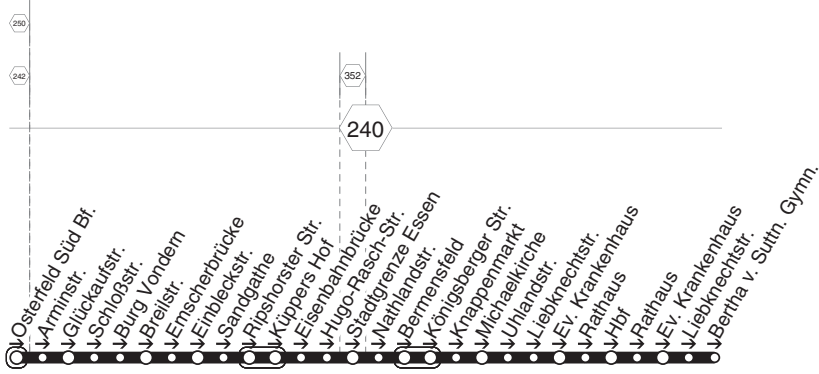 250
242
352
240
Osterfeld Süd Bf.
Arminstr.
Glückaufstr.
Schloßstr.
Burg Vondern
Breilstr.
Emscherbrücke
Einbleckstr.
Sandgathe
Ripshorster Str.
Küppers Hof
Eisenbahnbrücke
Hugo-Rasch-Str.
Stadtgrenze Essen
Nathlandstr.
Bermensfeld
Königsberger Str.
Knappenmarkt
Michaelkirche
Uhlandstr.
Liebknechtstr.
Ev. Krankenhaus
Rathaus
Hbf
Rathaus
Ev. Krankenhaus
Liebknechtstr.
Bertha v. Suttn. Gymn.